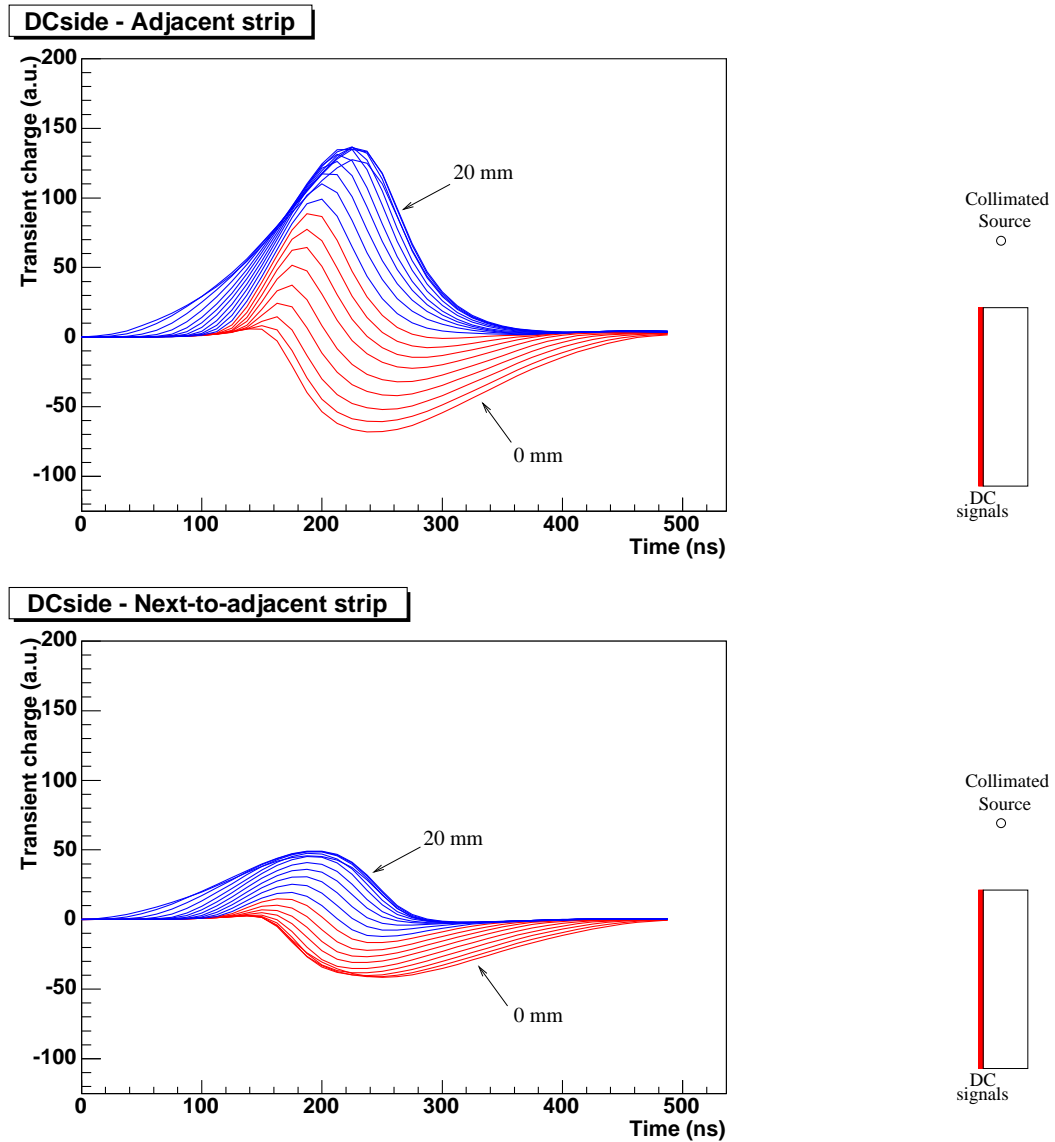 DCside - Adjacent strip
Transient charge (a.u.)
200
150
100
50
0
-50
-100
20 mm
0 mm
0
100
200
300
400
500
Time (ns)
Collimated
Source
DC
signals
DCside - Next-to-adjacent strip
Transient charge (a.u.)
200
150
100
50
0
-50
-100
20 mm
0 mm
0
100
200
300
400
500
Time (ns)
Collimated
Source
DC
signals